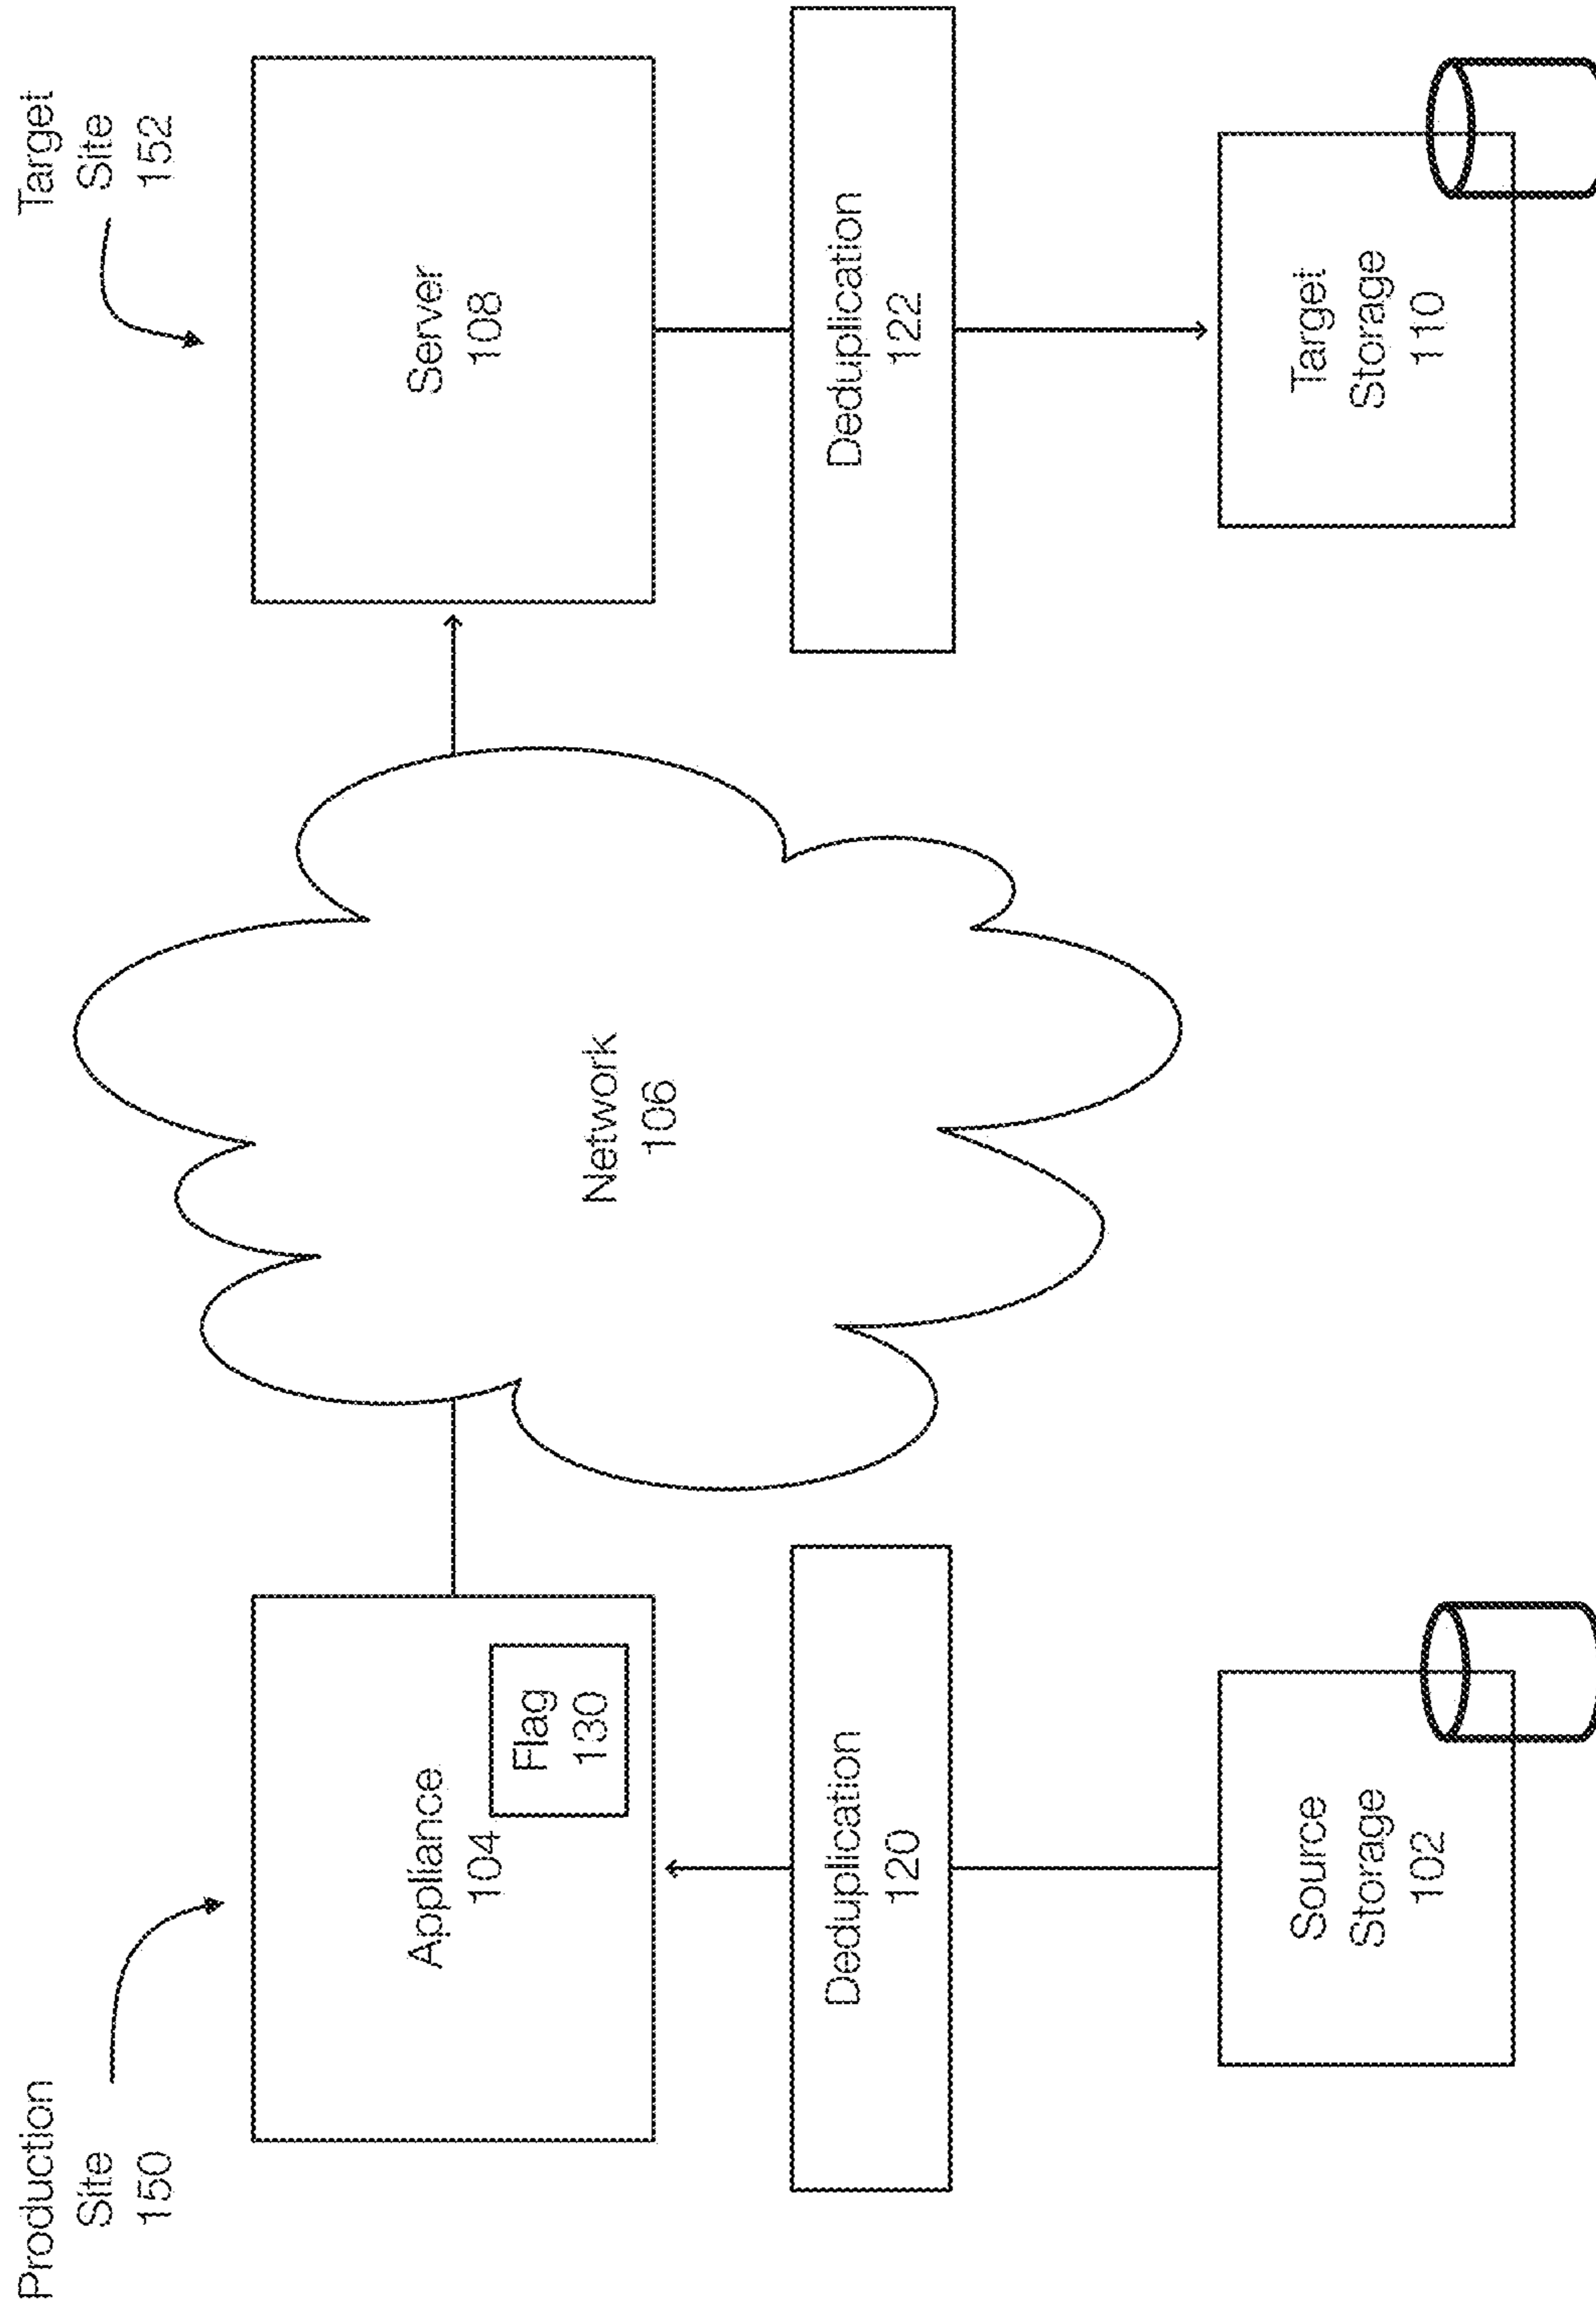 Production
Site
150
Target
Site
152
Appliance
104
Flag
130
Network
106
Server
108
Deduplication
120
Deduplication
122
Source
Storage
102
Target
Storage
110